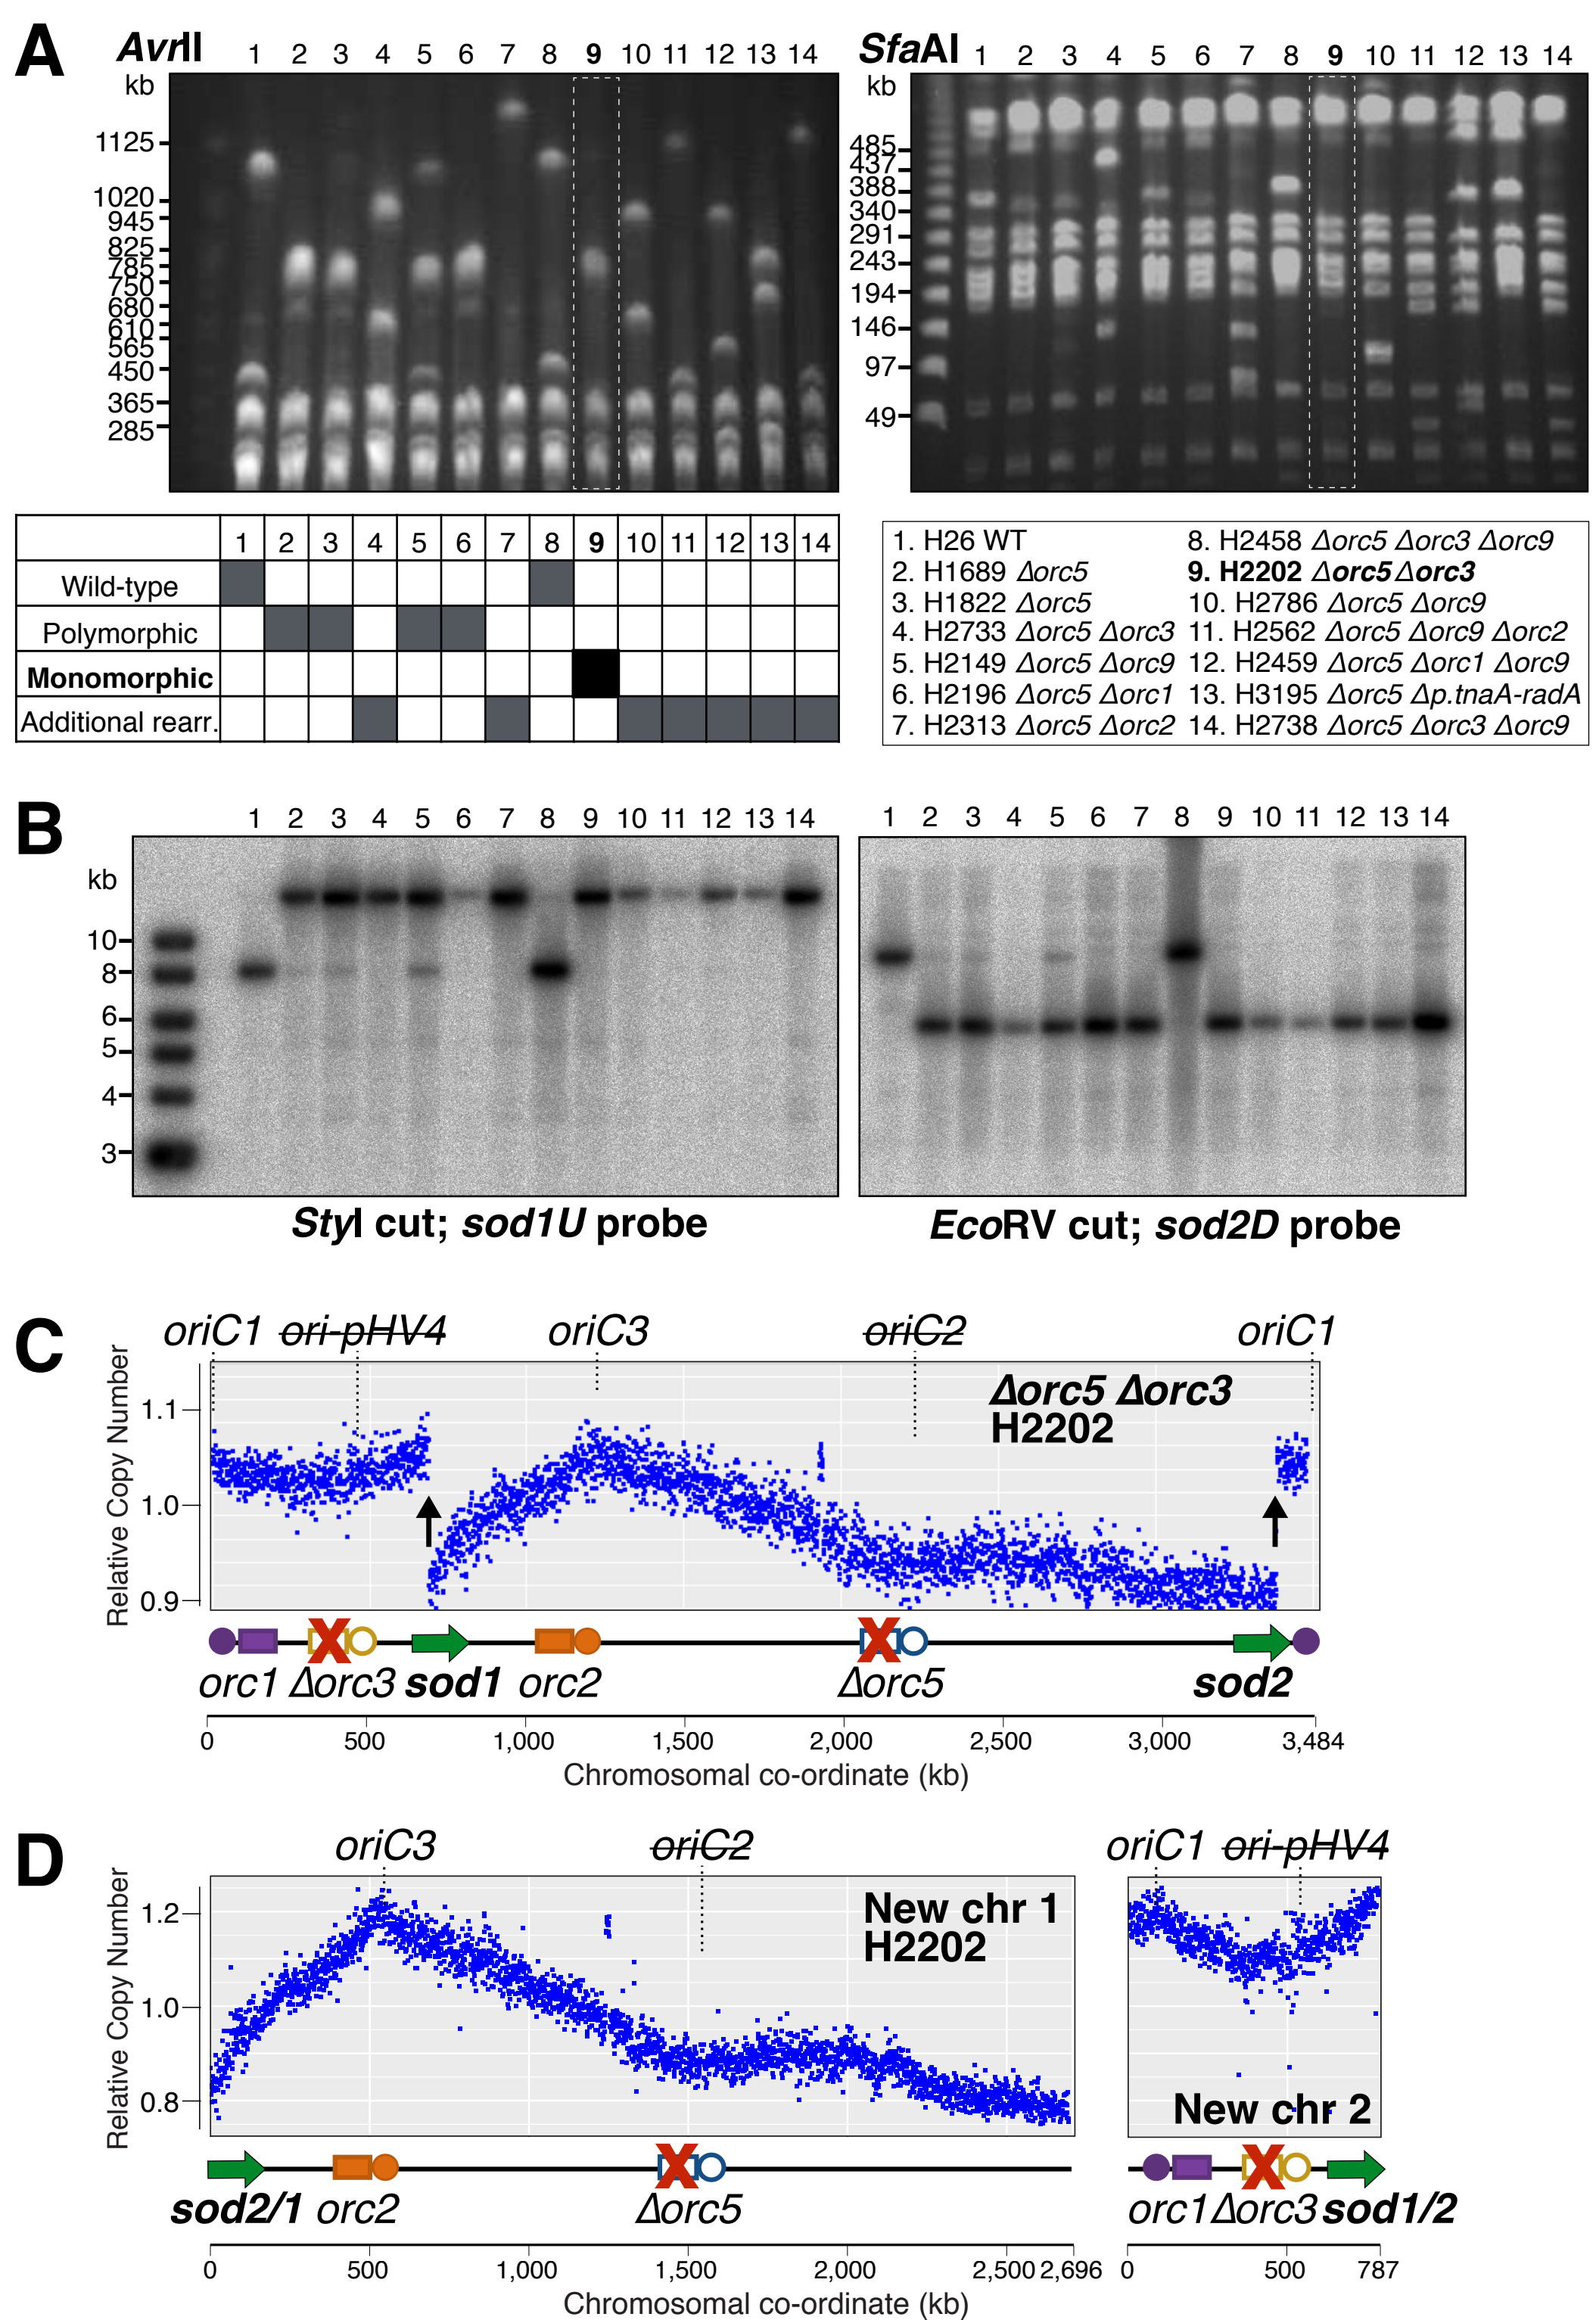 A
AvrII 1 2 3 4 5 6 7 8 9 10 11 12 13 14
kb
1125
1020
945
825
785
750
680
610
565
450
365
285
SfaAI 1 2 3 4 5 6 7 8 9 10 11 12 13 14
kb
485
437
388
340
291
243
194
146
97
49
1 2 3 4 5 6 7 8 9 10 11 12 13 14
Wild-type
Polymorphic
Monomorphic
Additional rearr.
1. H26 WT
2. H1689 Δorc5
3. H1822 Δorc5
4. H2733 Δorc5 Δorc3
5. H2149 Δorc5 Δorc9
6. H2196 Δorc5 Δorc1
7. H2313 Δorc5 Δorc2
8. H2458 Δorc5 Δorc3 Δorc9
9. H2202 Δorc5 Δorc3
10. H2786 Δorc5 Δorc9
11. H2562 Δorc5 Δorc9 Δorc2
12. H2459 Δorc5 Δorc1 Δorc9
13. H3195 Δorc5 Δp.tnaA-radA
14. H2738 Δorc5 Δorc3 Δorc9
B
1 2 3 4 5 6 7 8 9 10 11 12 13 14
kb
10
8
6
5
4
3
StyI cut; sod1U probe
1 2 3 4 5 6 7 8 9 10 11 12 13 14
EcoRV cut; sod2D probe
C
oriC1 ori-pHV4 oriC3 oriC2 oriC1
Relative Copy Number
1.1
1.0
0.9
Δorc5 Δorc3
H2202
orc1 Δorc3 sod1 orc2 Δorc5 sod2
0 500 1,000 1,500 2,000 2,500 3,000 3,484
Chromosomal co-ordinate (kb)
D
oriC3 oriC2 oriC1 ori-pHV4
Relative Copy Number
1.2
1.0
0.8
New chr 1
H2202
New chr 2
sod2/1 orc2 Δorc5 orc1 Δorc3 sod1/2
0 500 1,000 1,500 2,000 2,500 2,696 0 500 787
Chromosomal co-ordinate (kb)